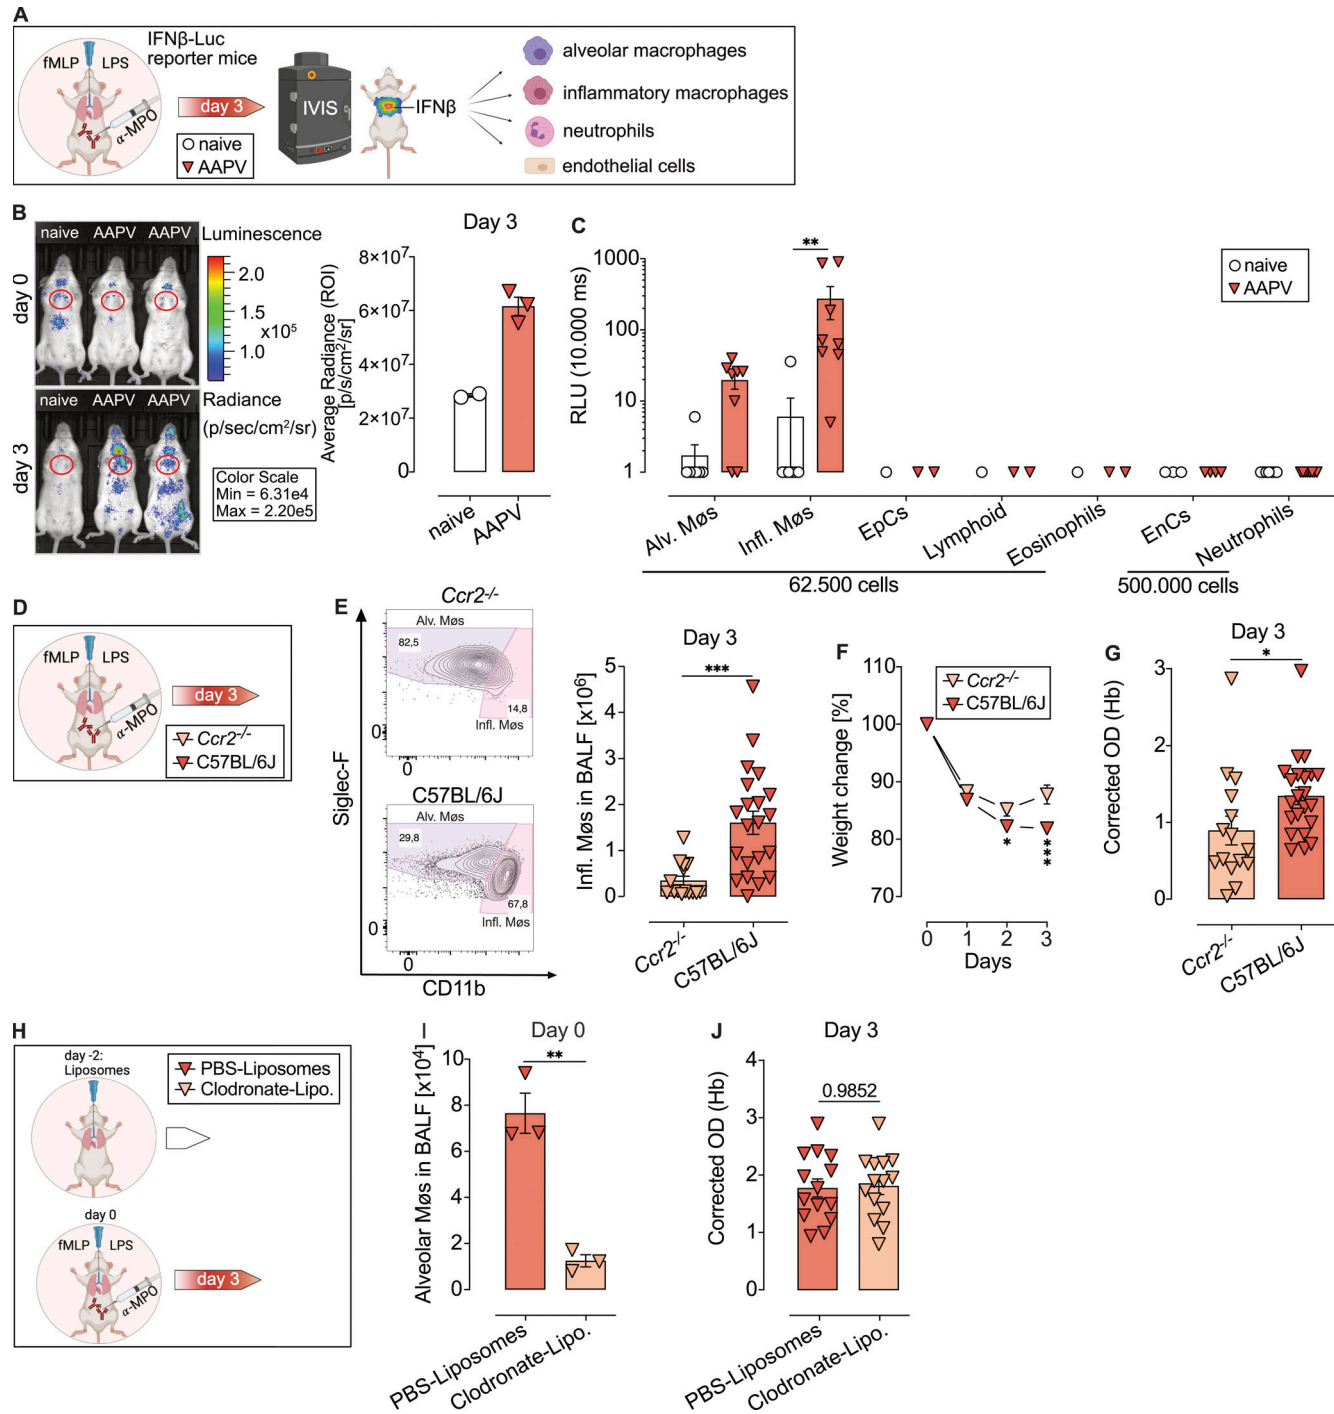 A
fMLP LPS
α-MPO
IFNβ-Luc
reporter mice
day 3
naive
AAPV
IVIS
IFNβ
alveolar macrophages
inflammatory macrophages
neutrophils
endothelial cells
B
naive AAPV AAPV
day 0
naive AAPV AAPV
day 3
Luminescence
2.0
1.5
x10⁵
1.0
Radiance
(p/sec/cm²/sr)
Color Scale
Min = 6.31e4
Max = 2.20e5
Day 3
Average Radiance (ROI)
[p/s/cm²/sr]
8×10⁷
6×10⁷
4×10⁷
2×10⁷
0
naive
AAPV
C
RLU (10.000 ms)
1000
100
10
1
**
naive
AAPV
Alv. Møs
Infl. Møs
EpCs
Lymphoid
Eosinophils
EnCs
Neutrophils
62.500 cells
500.000 cells
D
fMLP LPS
α-MPO
day 3
Ccr2-/-
C57BL/6J
E
Ccr2-/-
Alv. Møs
82,5
14,8
Infl. Møs
0
0
C57BL/6J
Alv. Møs
29,8
67,8
Infl. Møs
0
0
Siglec-F
CD11b
Day 3
***
Infl. Møs in BALF [x10⁶]
5
4
3
2
1
0
Ccr2-/-
C57BL/6J
F
Weight change [%]
110
100
90
80
70
Ccr2-/-
C57BL/6J
*
***
0 1 2 3
Days
G
Day 3
*
Corrected OD (Hb)
3
2
1
0
Ccr2-/-
C57BL/6J
H
day -2:
Liposomes
PBS-Liposomes
Clodronate-Lipo.
day 0
fMLP LPS
α-MPO
day 3
I
Day 0
**
Alveolar Møs in BALF [x10⁴]
10
8
6
4
2
0
PBS-Liposomes
Clodronate-Lipo.
J
Day 3
0.9852
Corrected OD (Hb)
4
3
2
1
0
PBS-Liposomes
Clodronate-Lipo.